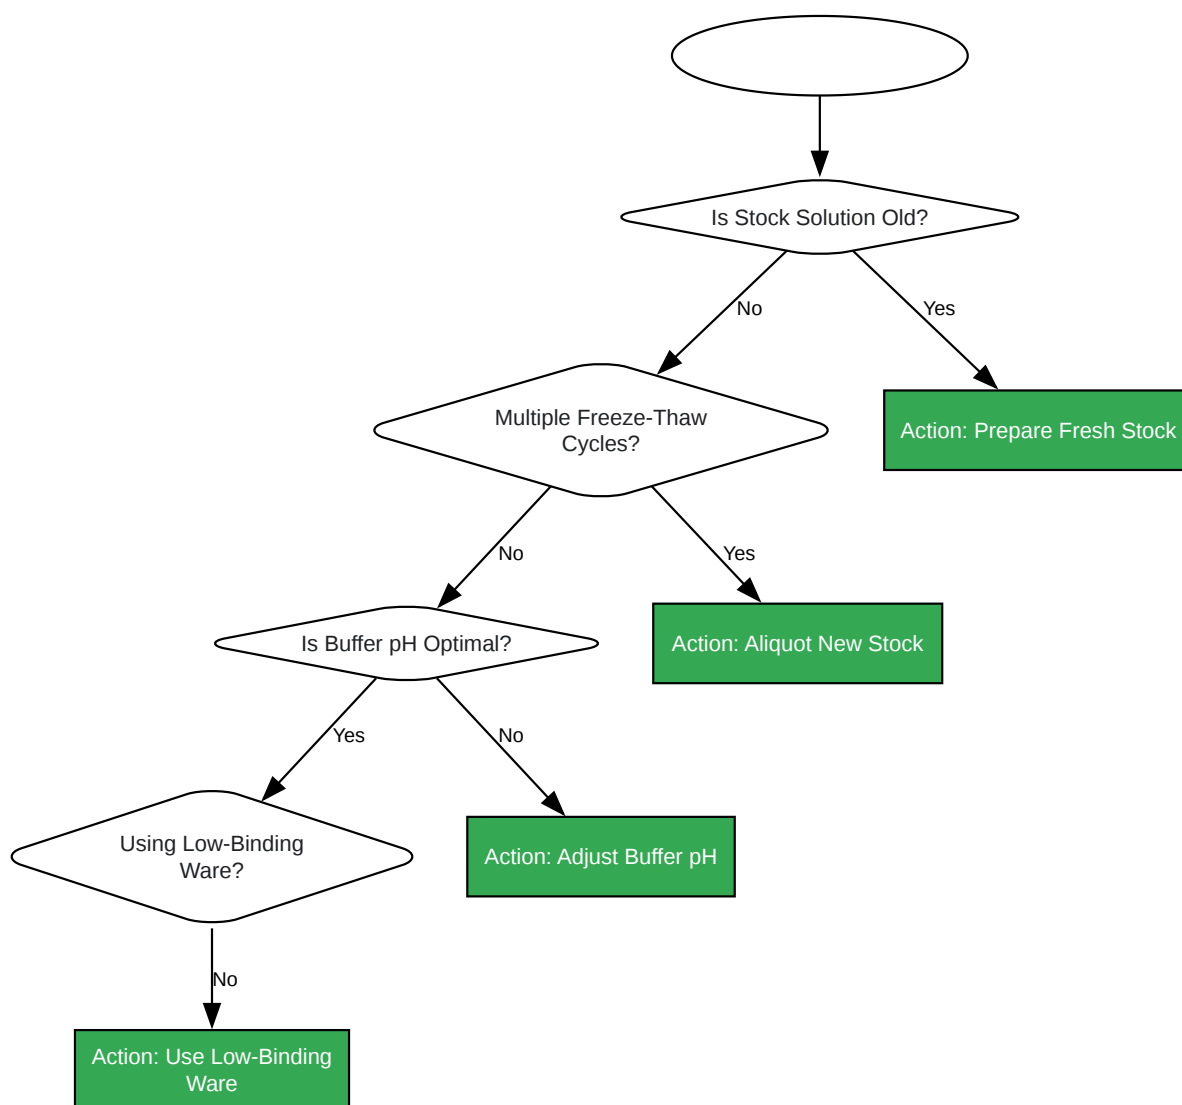 Is Stock Solution Old?
No
Yes
Multiple Freeze-Thaw
Cycles?
Action: Prepare Fresh Stock
No
Yes
Is Buffer pH Optimal?
Action: Aliquot New Stock
Yes
No
Using Low-Binding
Ware?
Action: Adjust Buffer pH
No
Action: Use Low-Binding
Ware